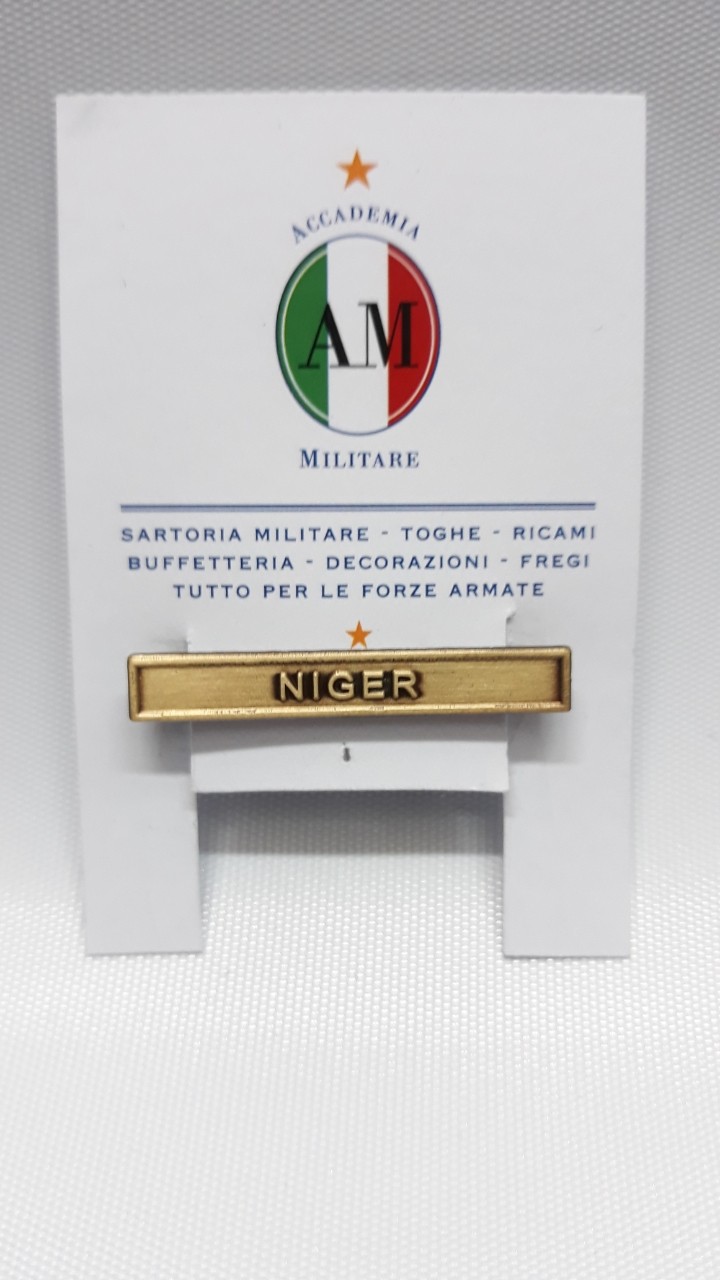 ACCADEMIA
AM
MILITARE
SARTORIA MILITARE - TOGHE - RICAMI
BUFFETTERIA - DECORAZIONI - FREGI
TUTTO PER LE FORZE ARMATE
NIGER